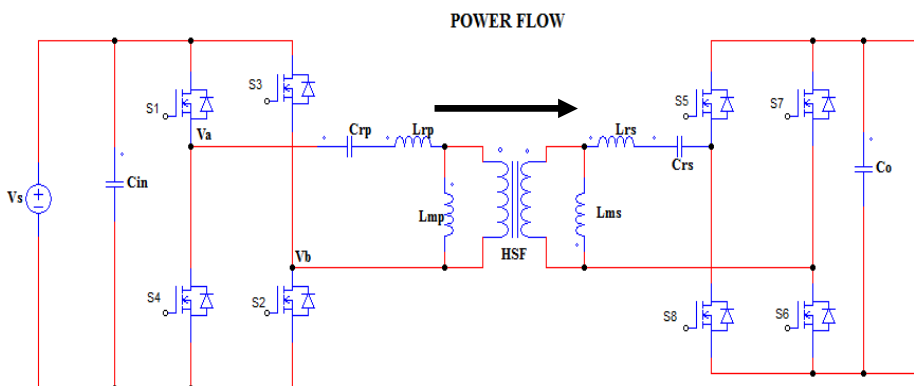 POWER FLOW
S1
S3
Va
Crp
Lrp
Lrs
Crs
S5
S7
Vs
Cin
Co
Lmp
HSF
Lms
Vb
S4
S2
S8
S6